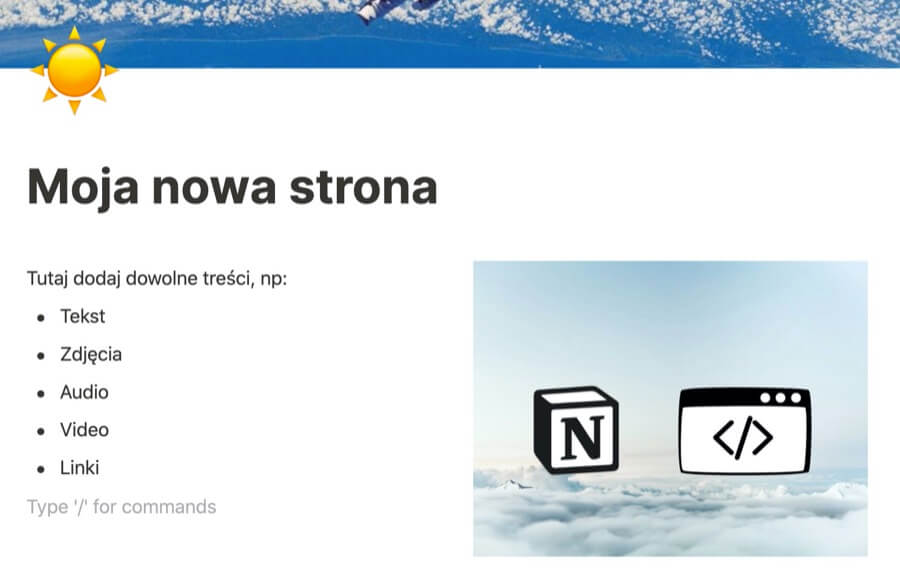 Moja nowa strona
Tutaj dodaj dowolne treści, np:
Tekst
Zdjęcia
Audio
Video
Linki
Type '/' for commands
N
</>